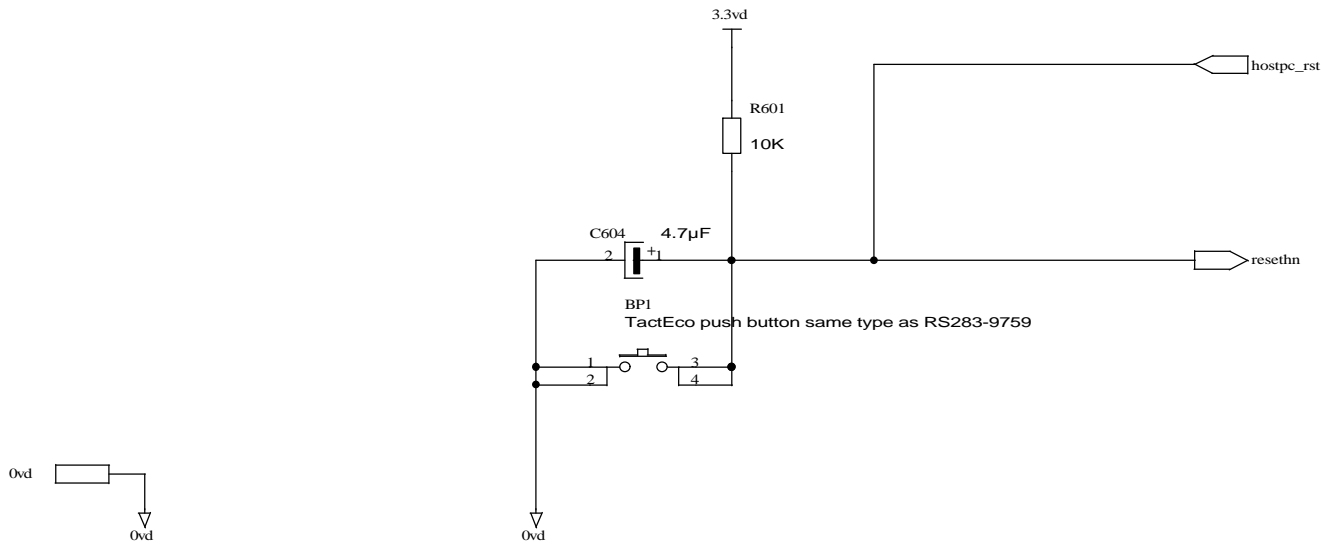 3.3vd
hostpc_rst
R601
10K
C604
4.7µF
2
+
1
resethn
BP1
TactEco push button same type as RS283-9759
1
3
2
4
0vd
0vd
0vd